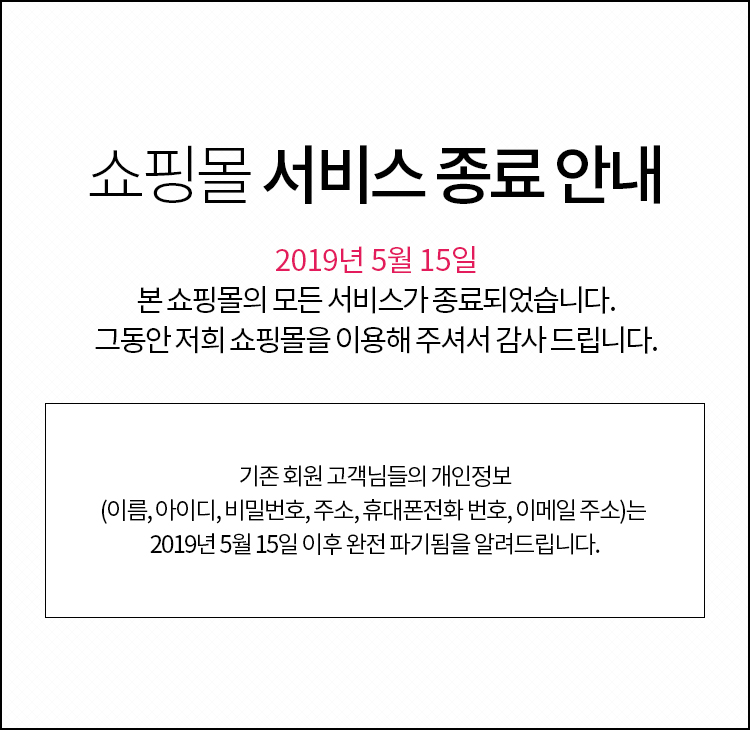 쇼핑몰 서비스 종료 안내
2019년 5월 15일
본 쇼핑몰의 모든 서비스가 종료되었습니다.
그동안 저희 쇼핑몰을 이용해 주셔서 감사 드립니다.
기존 회원 고객님들의 개인정보
(이름, 아이디, 비밀번호, 주소, 휴대폰전화 번호, 이메일 주소)는
2019년 5월 15일 이후 완전 파기됨을 알려드립니다.